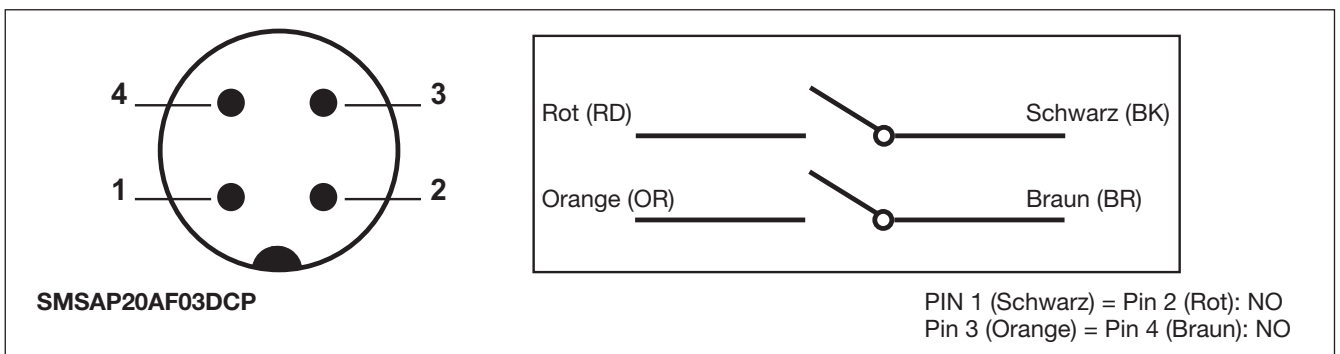 4
3
1
2
Rot (RD)
Schwarz (BK)
Orange (OR)
Braun (BR)
SMSAP20AF03DCP
PIN 1 (Schwarz) = Pin 2 (Rot): NO
Pin 3 (Orange) = Pin 4 (Braun): NO